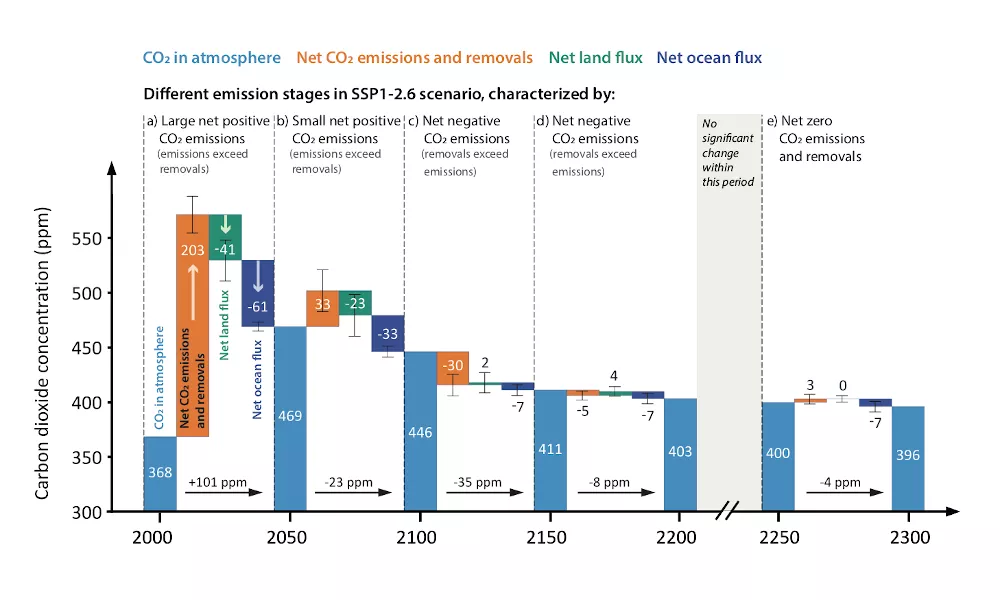 CO₂ in atmosphere Net CO₂ emissions and removals Net land flux Net ocean flux
Different emission stages in SSP1-2.6 scenario, characterized by:
a) Large net positive
CO₂ emissions
(emissions exceed
removals)
b) Small net positive
CO₂ emissions
(emissions exceed
removals)
c) Net negative
CO₂ emissions
(removals exceed
emissions)
d) Net negative
CO₂ emissions
(removals exceed
emissions)
No
significant
change
within
this period
e) Net zero
CO₂ emissions
and removals
Carbon dioxide concentration (ppm)
550
500
450
400
350
300
CO₂ in atmosphere
368
Net CO₂ emissions
and removals
203
Net land flux
-41
Net ocean flux
-61
+101 ppm
469
33
-23
-33
-23 ppm
446
-30
2
-7
-35 ppm
411
-5
4
-7
-8 ppm
403
400
3
0
-7
-4 ppm
396
2000
2050
2100
2150
2200
2250
2300